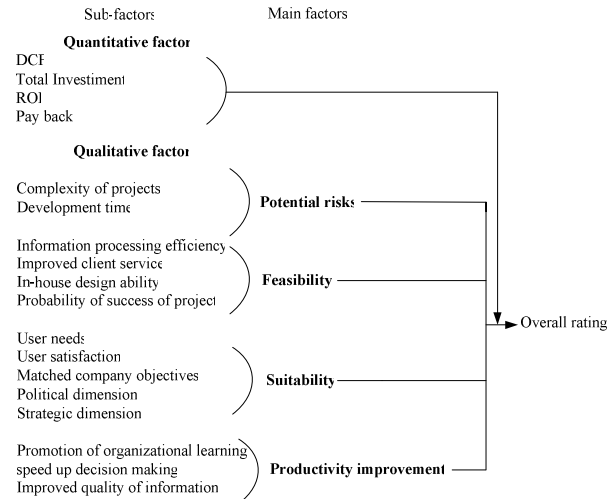 Sub-factors Main factors
Quantitative factor
DCF
Total Investment
ROI
Pay back
Qualitative factor
Complexity of projects
Development time
Potential risks
Information processing efficiency
Improved client service
In-house design ability
Probability of success of project
Feasibility
Overall rating
User needs
User satisfaction
Matched company objectives
Political dimension
Strategic dimension
Suitability
Promotion of organizational learning
speed up decision making
Improved quality of information
Productivity improvement